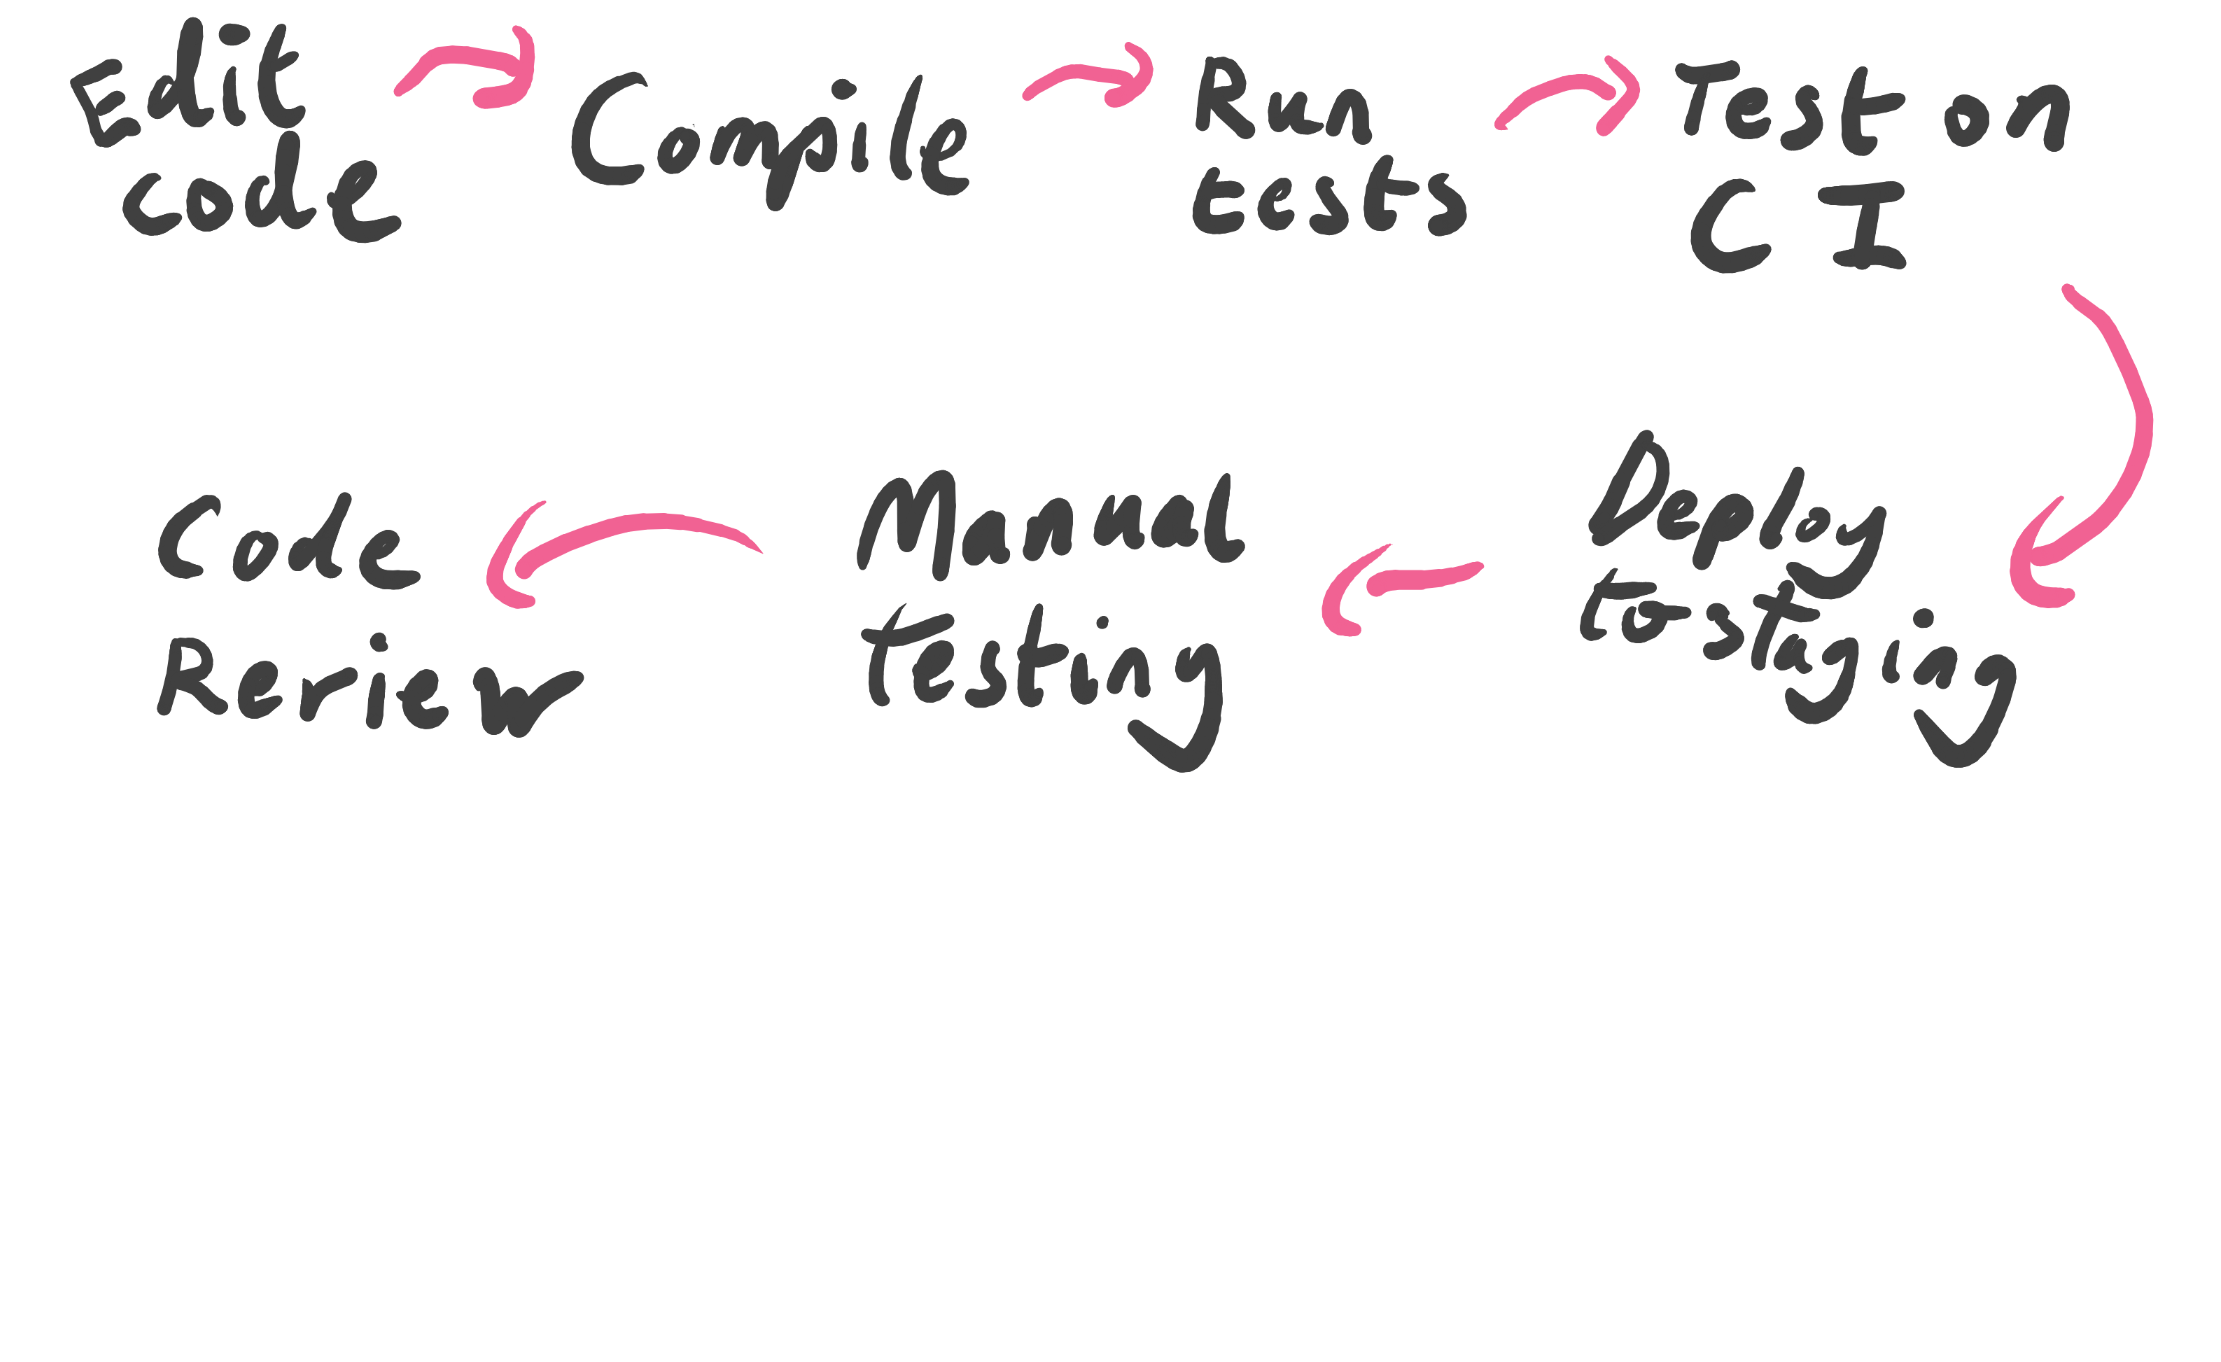 Edit
code
Compile
Run
tests
Test on
CI
Deploy
to staging
Manual
testing
Code
Review